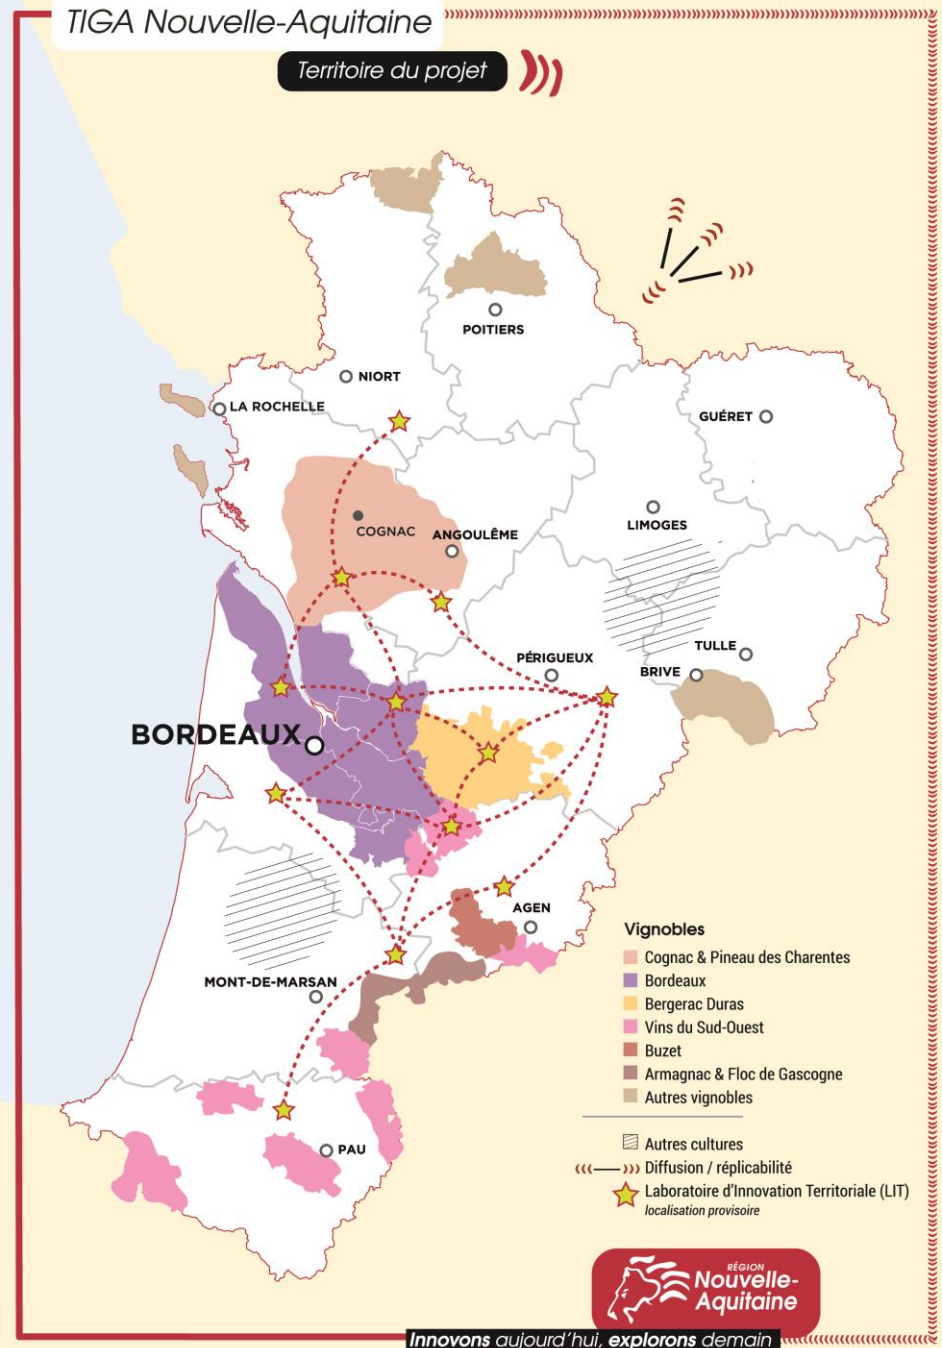 TIGA Nouvelle-Aquitaine
Territoire du projet
POITIERS
NIORT
LA ROCHELLE
GUÉRET
LIMOGES
COGNAC
ANGOULÊME
TULLE
PÉRIGUEUX
BRIVE
BORDEAUX
AGEN
MONT-DE-MARSAN
PAU
Vignobles
Cognac & Pineau des Charentes
Bordeaux
Bergerac Duras
Vins du Sud-Ouest
Buzet
Armagnac & Floc de Gascogne
Autres vignobles
Autres cultures
Diffusion / réplicabilité
Laboratoire d'Innovation Territoriale (LIT)
localisation provisoire
RÉGION
Nouvelle-
Aquitaine
Innovons aujourd'hui, explorons demain